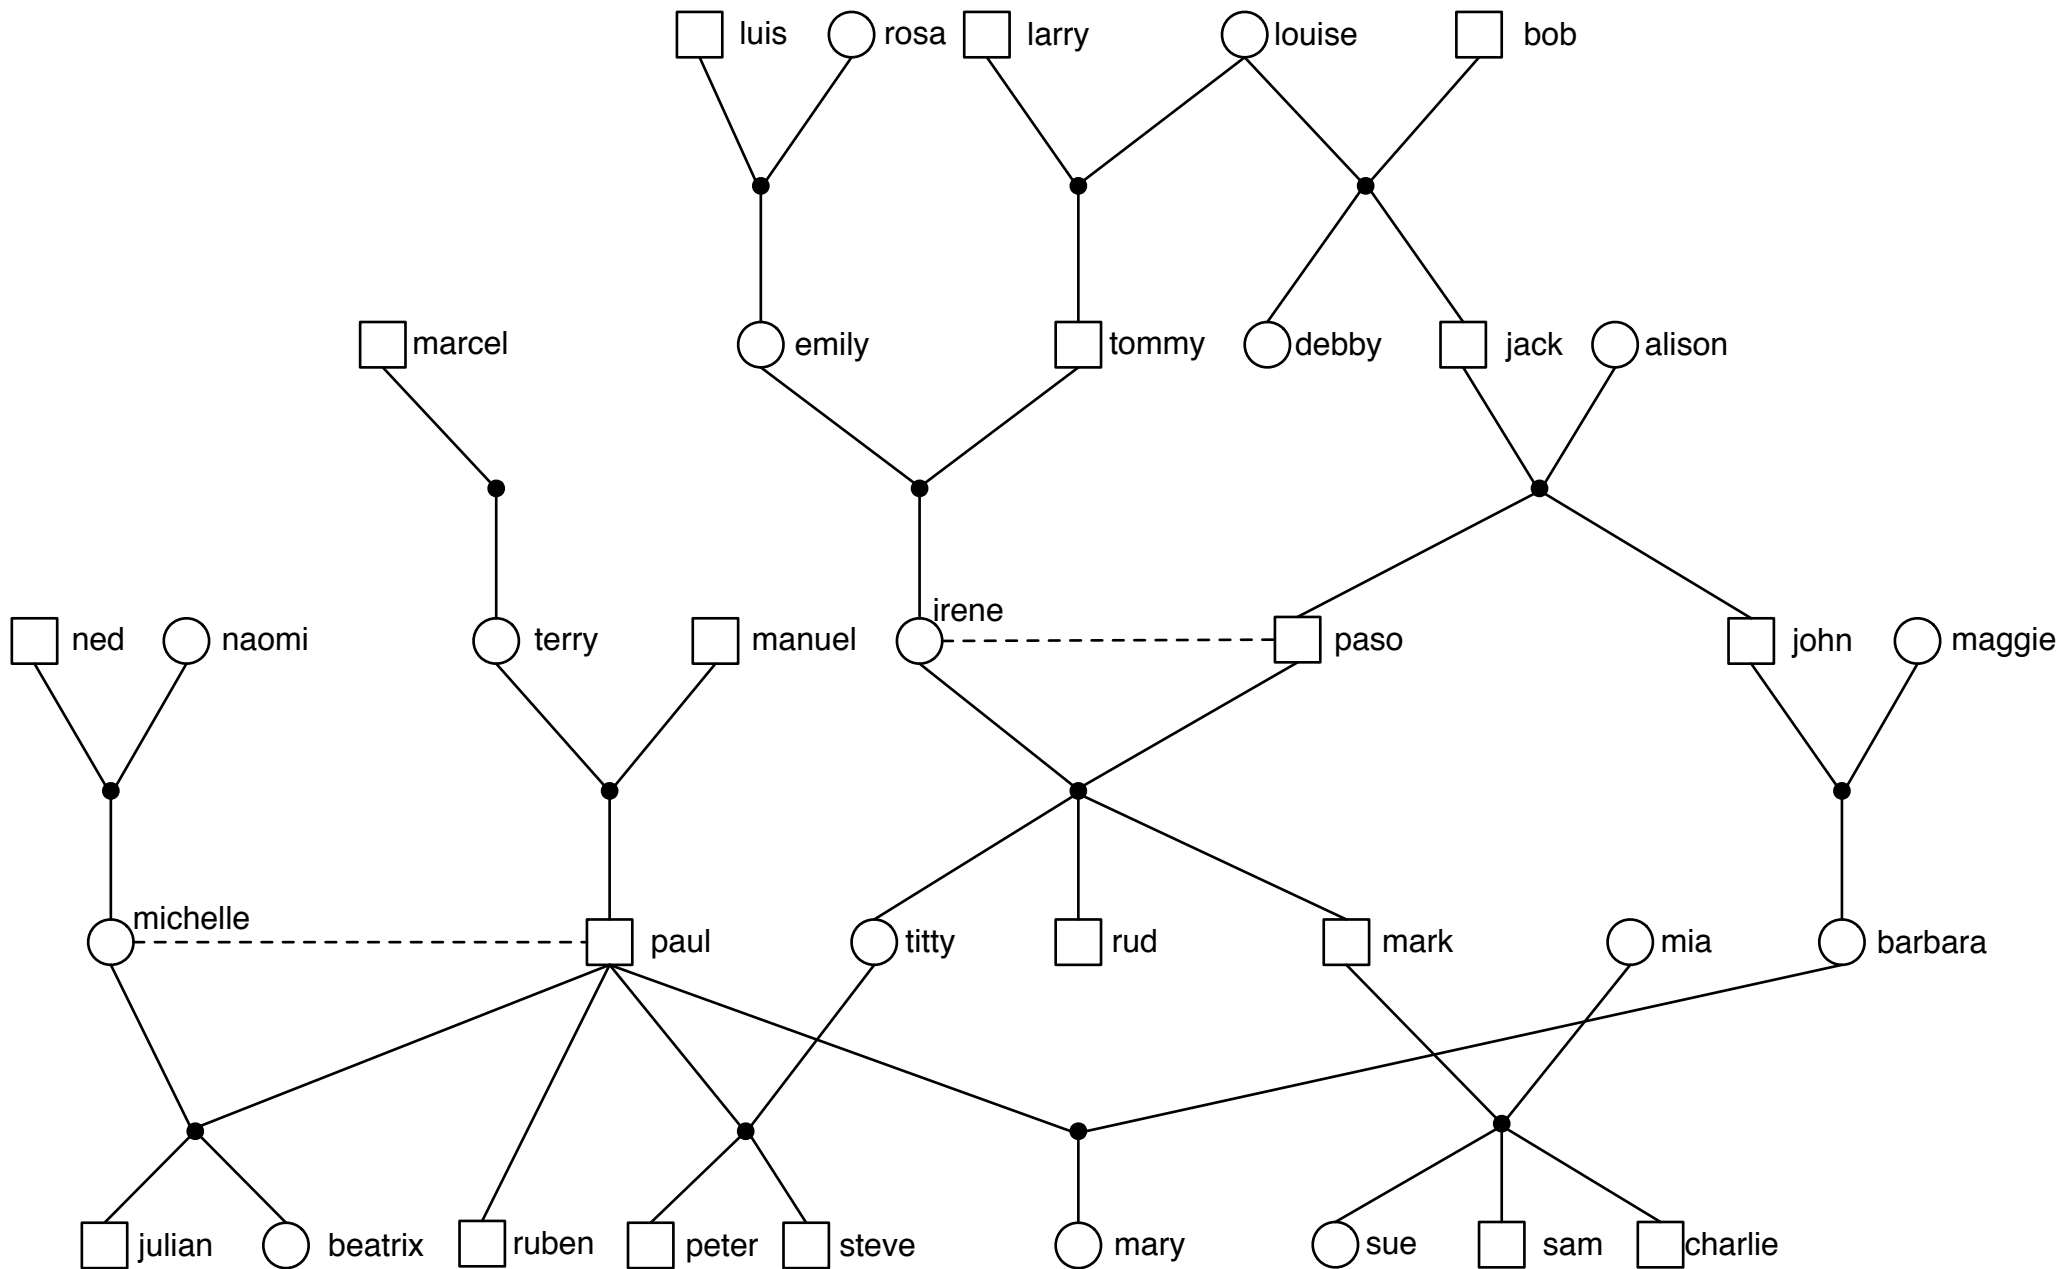 luis rosa larry louise bob
marcel emily tommy debby jack alison
irene
ned naomi terry manuel paso john maggie
michelle
paul titty rud mark mia barbara
julian beatrix ruben peter steve mary sue sam charlie